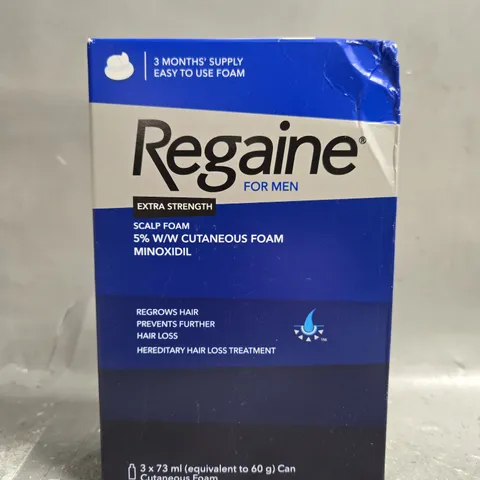 3 MONTHS' SUPPLY
EASY TO USE FOAM
Regaine®
FOR MEN
EXTRA STRENGTH
SCALP FOAM
5% W/W CUTANEOUS FOAM
MINOXIDIL
REGROWS HAIR
PREVENTS FURTHER
HAIR LOSS
HEREDITARY HAIR LOSS TREATMENT
TM
3 x 73 ml (equivalent to 60 g) Can
Cutaneous Foam